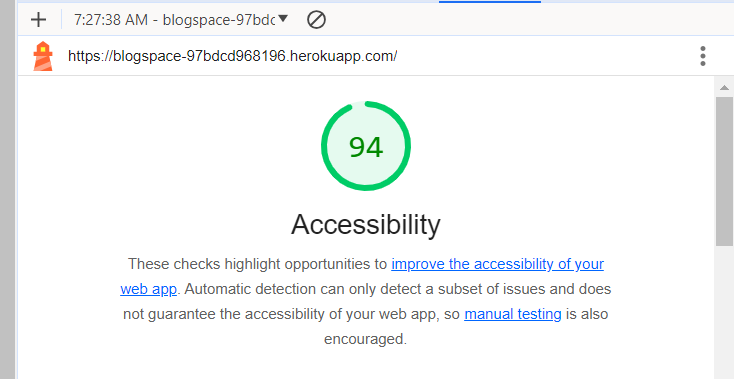 7:27:38 AM - blogspace-97bdc
https://blogspace-97bdcd968196.herokuapp.com/
94
Accessibility
These checks highlight opportunities to improve the accessibility of your
web app. Automatic detection can only detect a subset of issues and does
not guarantee the accessibility of your web app, so manual testing is also
encouraged.